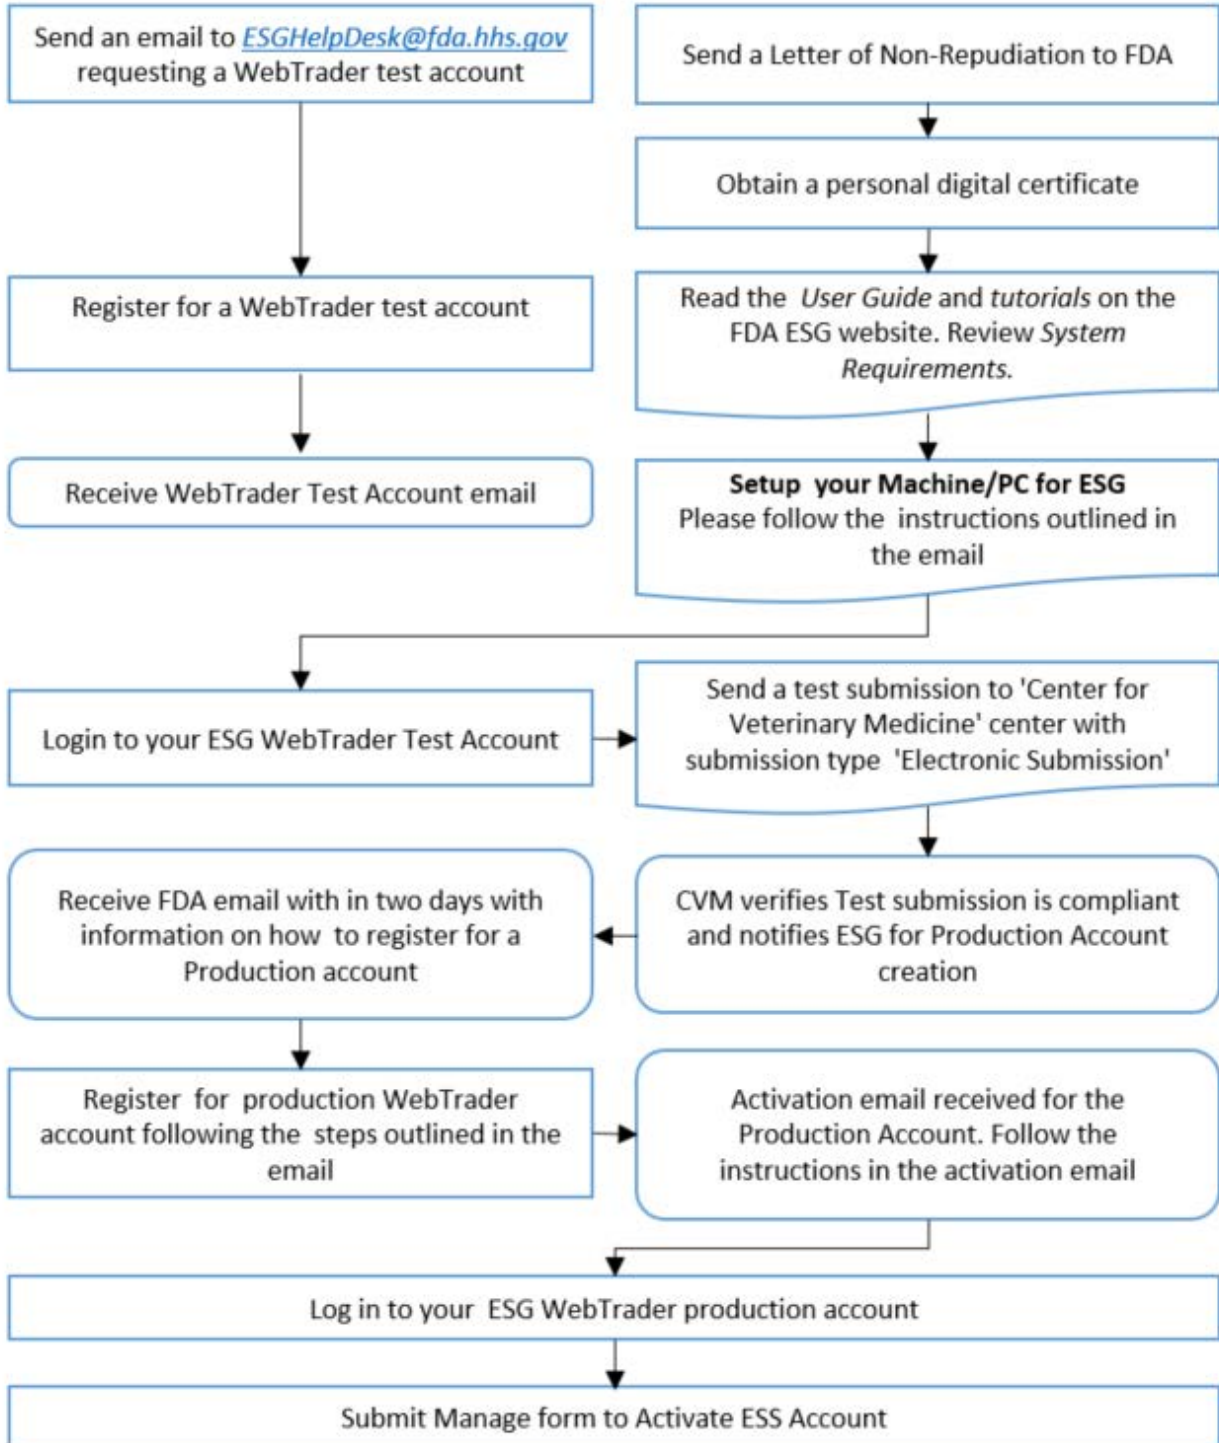 Send an email to ESGHelpDesk@fda.hhs.gov
requesting a WebTrader test account
Send a Letter of Non-Repudiation to FDA
Obtain a personal digital certificate
Register for a WebTrader test account
Read the User Guide and tutorials on the
FDA ESG website. Review System
Requirements.
Receive WebTrader Test Account email
Setup your Machine/PC for ESG
Please follow the instructions outlined in
the email
Login to your ESG WebTrader Test Account
Send a test submission to 'Center for
Veterinary Medicine' center with
submission type 'Electronic Submission'
CVM verifies Test submission is compliant
and notifies ESG for Production Account
creation
Receive FDA email with in two days with
information on how to register for a
Production account
Register for production WebTrader
account following the steps outlined in the
email
Activation email received for the
Production Account. Follow the
instructions in the activation email
Log in to your ESG WebTrader production account
Submit Manage form to Activate ESS Account